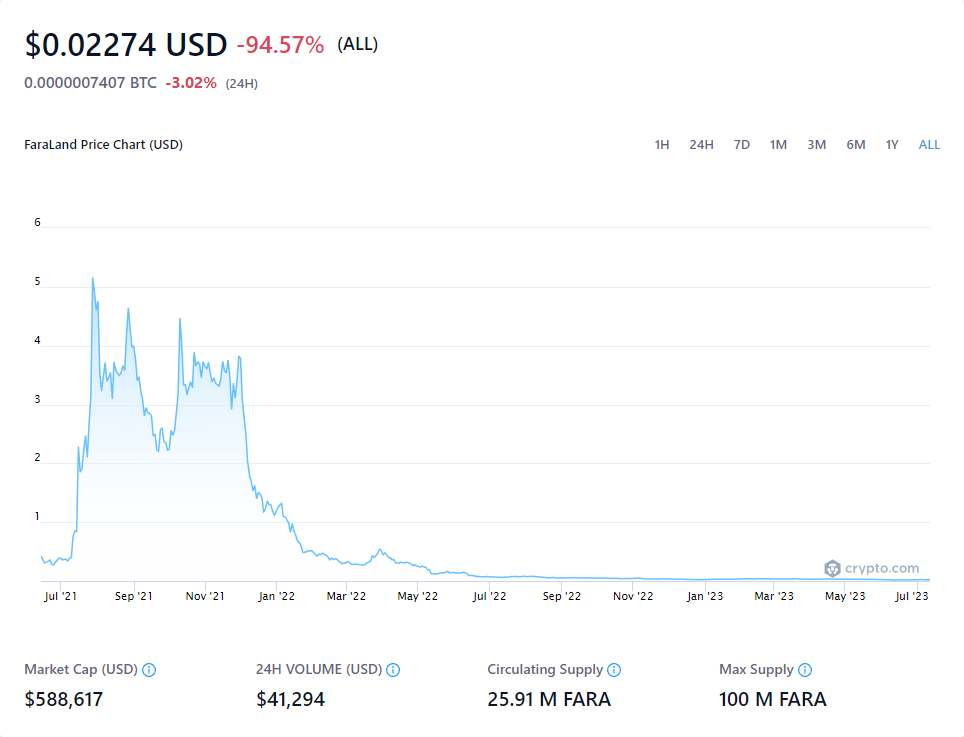 $0.02274 USD -94.57% (ALL)
0.0000007407 BTC -3.02% (24H)
FaraLand Price Chart (USD) 1H 24H 7D 1M 3M 6M 1Y ALL
6
5
4
3
2
1
crypto.com
Jul '21 Sep '21 Nov '21 Jan '22 Mar '22 May '22 Jul '22 Sep '22 Nov '22 Jan '23 Mar '23 May '23 Jul '23
Market Cap (USD) 24H VOLUME (USD) Circulating Supply Max Supply
$588,617 $41,294 25.91 M FARA 100 M FARA